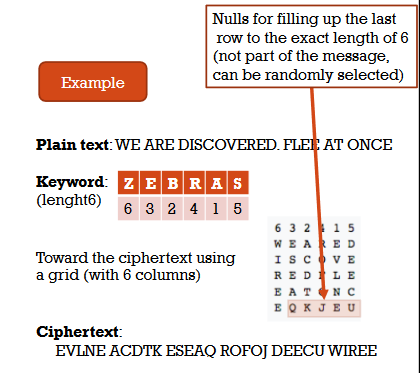 Nulls for filling up the last
row to the exact length of 6
(not part of the message,
can be randomly selected)
Example
Plain text: WE ARE DISCOVERED. FLEE AT ONCE
Keyword: Z E B R A S
(lenght6) 6 3 2 4 1 5
6 3 2 4 1 5
W E A R E D
I S C O V E
R E D F L E
E A T O N C
E Q K J E U
Toward the ciphertext using
a grid (with 6 columns)
Ciphertext:
EVLNE ACDTK ESEAQ ROFOJ DEECU WIREE